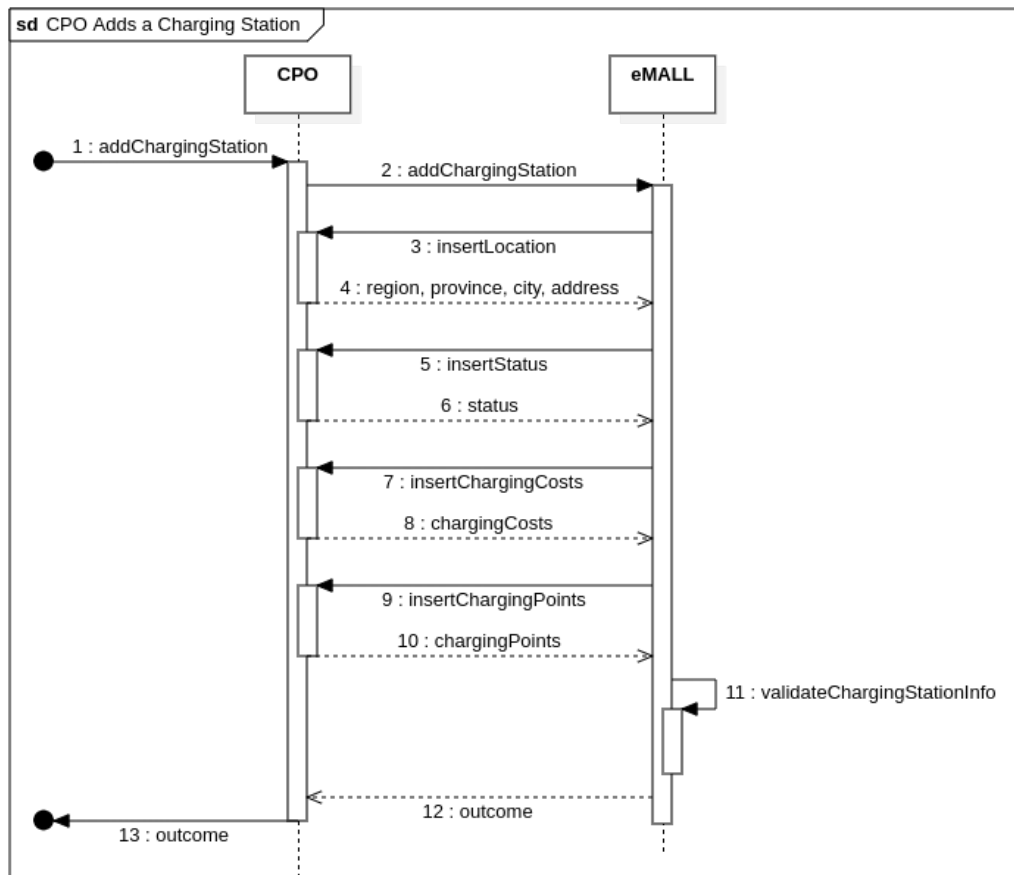 sd CPO Adds a Charging Station
CPO
eMALL
1 : addChargingStation
2 : addChargingStation
3 : insertLocation
4 : region, province, city, address
5 : insertStatus
6 : status
7 : insertChargingCosts
8 : chargingCosts
9 : insertChargingPoints
10 : chargingPoints
11 : validateChargingStationInfo
12 : outcome
13 : outcome